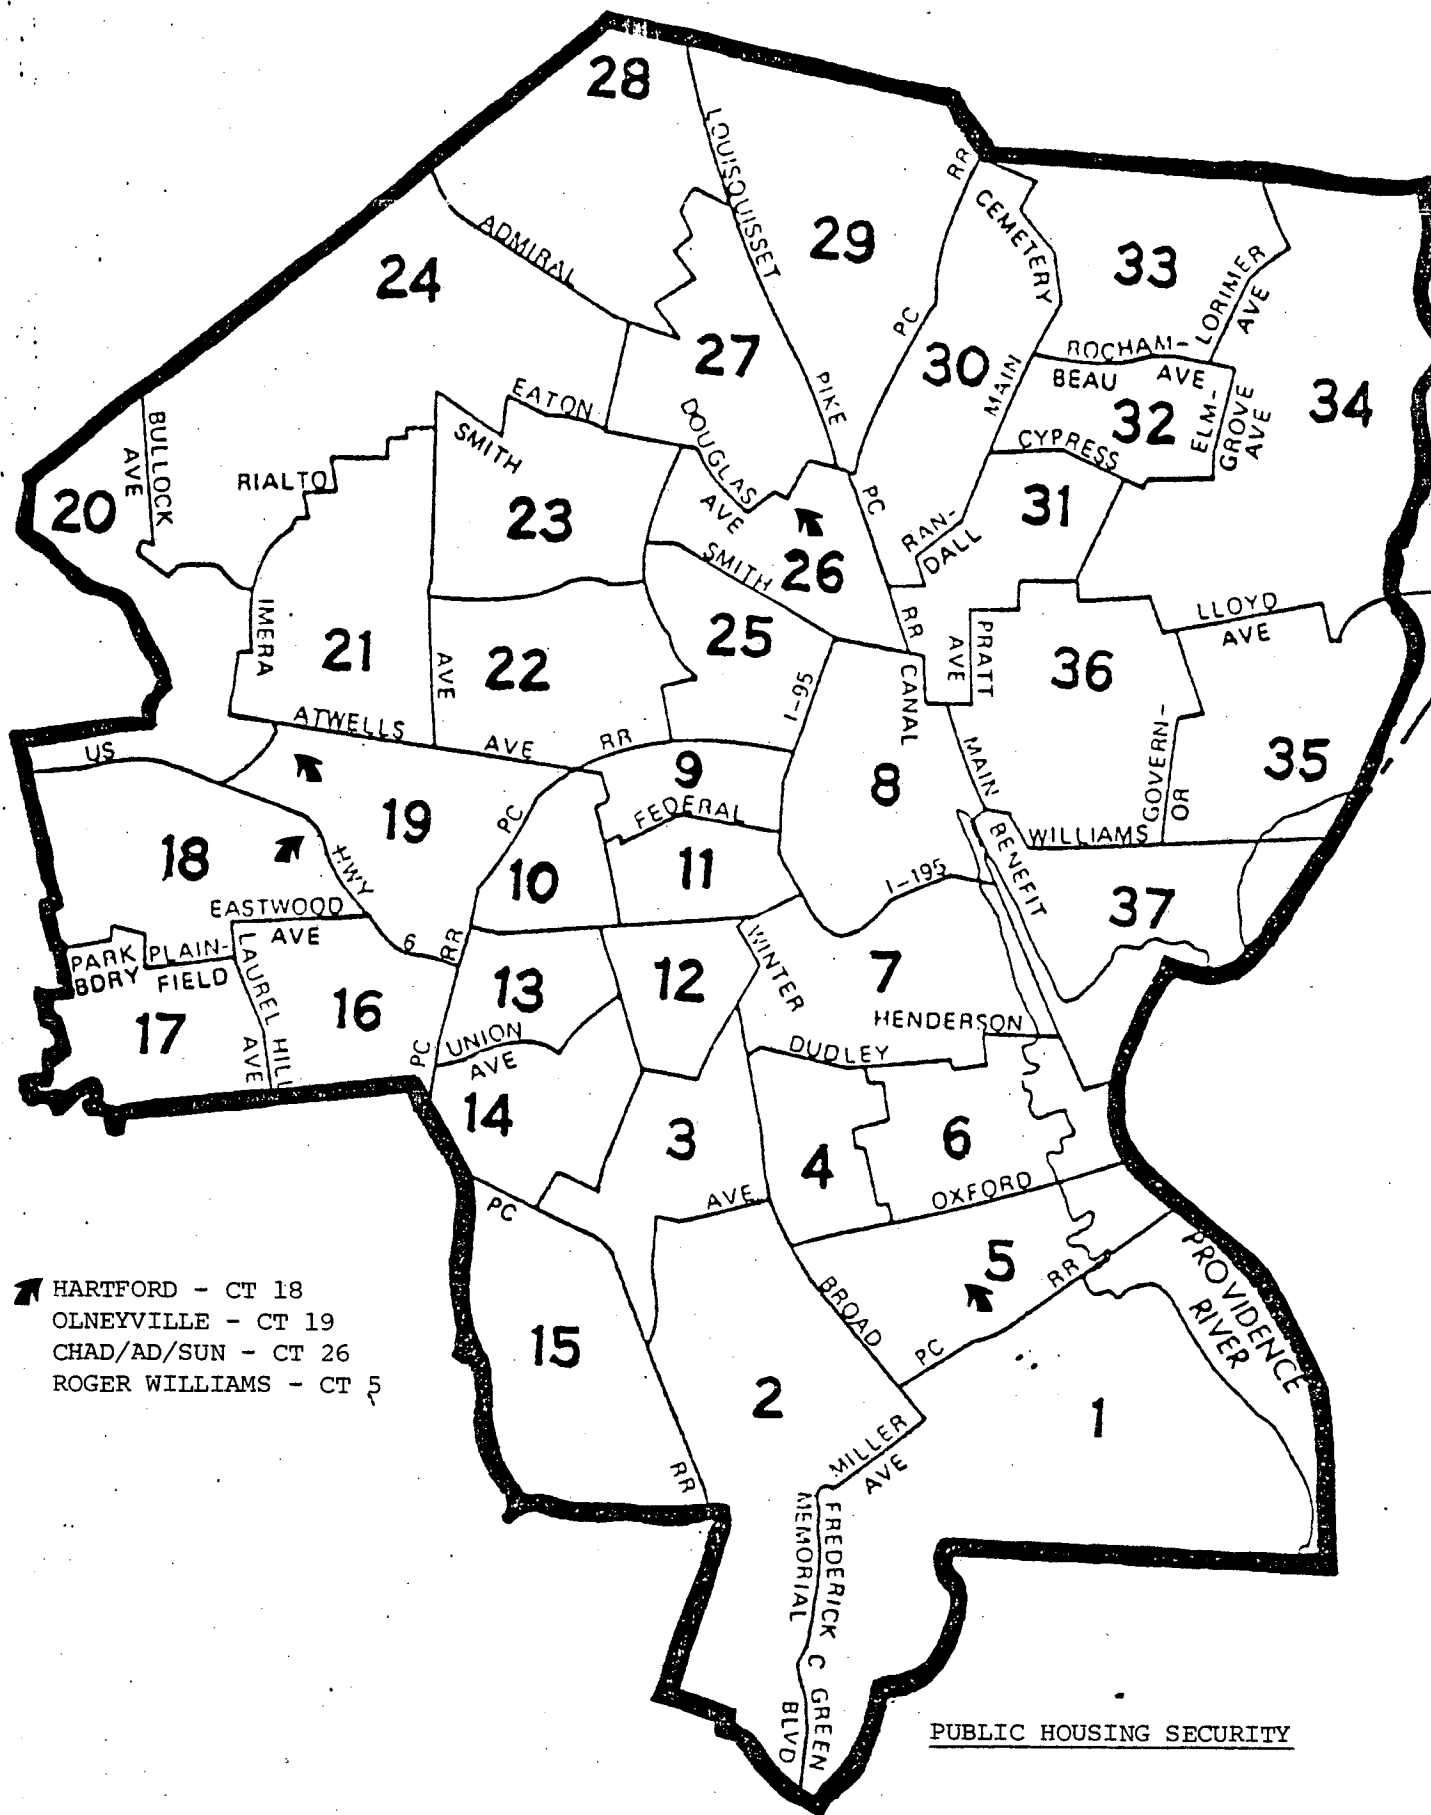 28
LOUISQUISSET
PIKE
RR
CEMETERY
29
33
ADMIRAL
24
LORIMER
AVE
27
PC
30
MAIN
ROCHAM-
BEAU AVE
34
EATON
DOUGLAS
AVE
32
ELM-
GROVE
AVE
CYPRESS
BULLOCK
AVE
SMITH
RIALTO
20
23
PC
31
RAN-
DALL
SMITH
26
IMERA
21
AVE
22
25
RR
PRATT
AVE
36
LLOYD
AVE
I-95
CANAL
ATWELLS
AVE
RR
US
9
8
MAIN
GOVERN-
OR
35
FEDERAL
19
PC
18
HWY
10
11
BENEFIT
WILLIAMS
I-195
37
EASTWOOD
AVE
6
RR
PARK
BDRY
PLAIN-
FIELD
LAUREL HILL
AVE
13
12
WINTER
7
16
17
UNION
AVE
PC
HENDERSON
DUDLEY
14
3
4
6
AVE
OXFORD
PC
5
RR
PROVIDENCE
RIVER
BROAD
PC
HARTFORD - CT 18
OLNEYVILLE - CT 19
CHAD/AD/SUN - CT 26
ROGER WILLIAMS - CT 5
15
2
1
MILLER
AVE
RR
FREDERICK C GREEN
MEMORIAL BLVD
PUBLIC HOUSING SECURITY